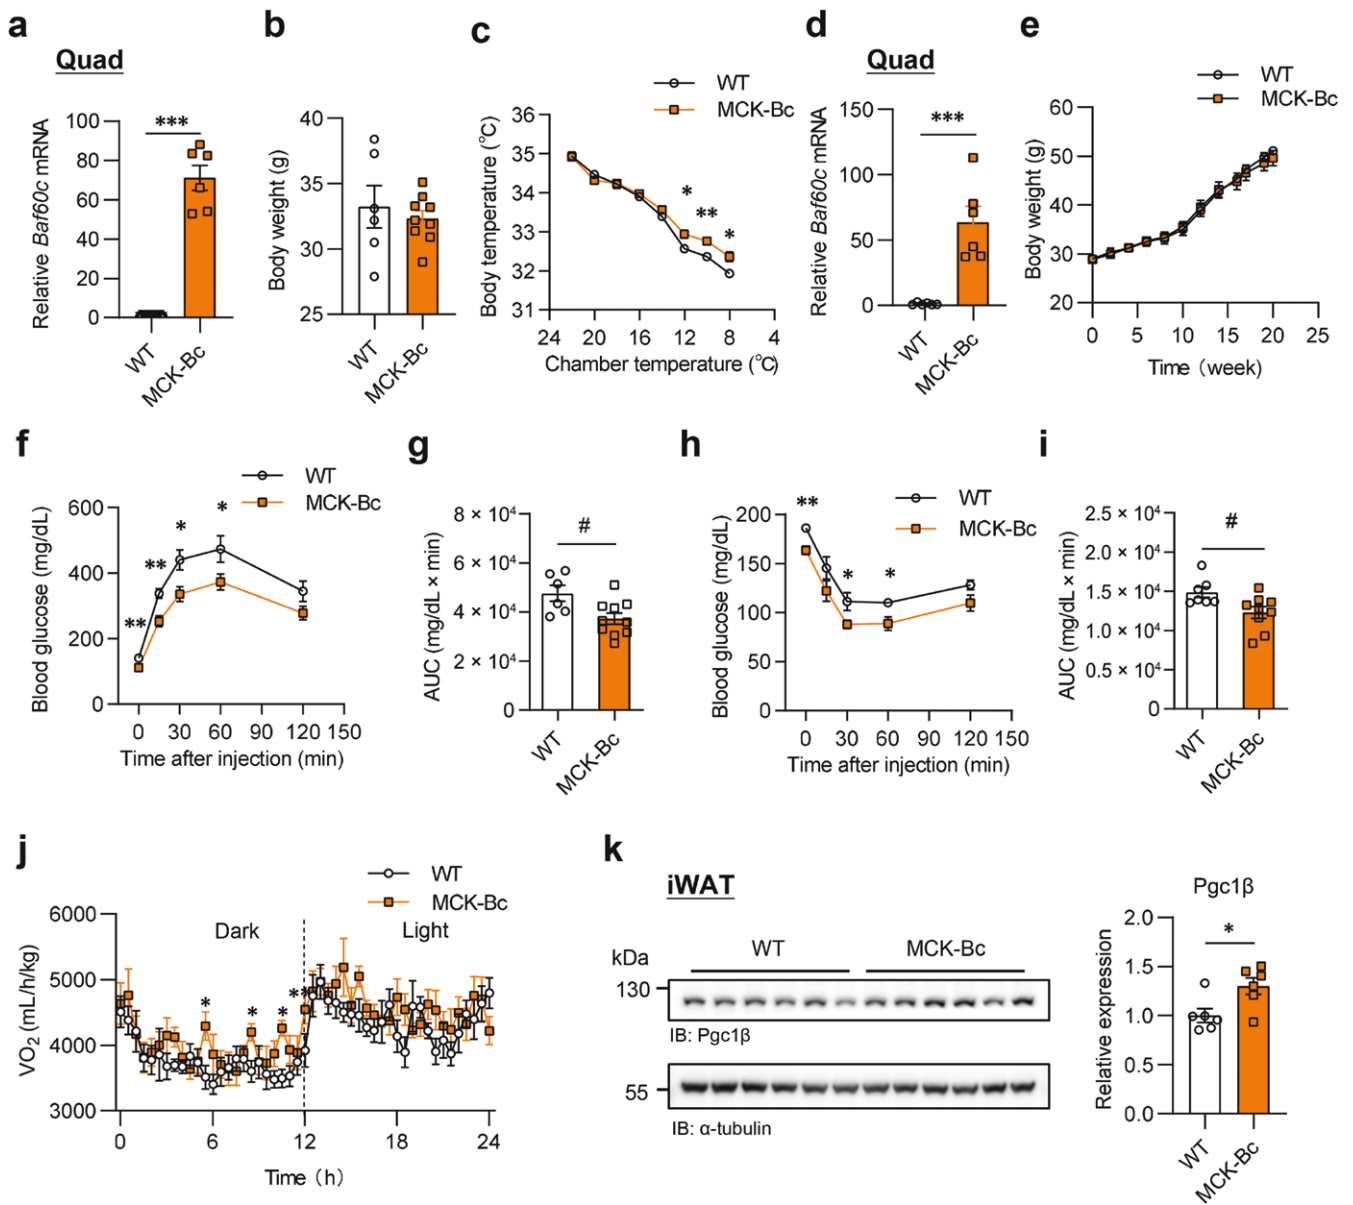 a
Quad
Relative Baf60c mRNA
100
80
60
40
20
0
***
WT
MCK-Bc
b
Body weight (g)
40
35
30
25
WT
MCK-Bc
c
WT
MCK-Bc
Body temperature (°C)
36
35
34
33
32
31
*
**
*
24 20 16 12 8 4
Chamber temperature (°C)
d
Quad
Relative Baf60c mRNA
150
100
50
0
***
WT
MCK-Bc
e
WT
MCK-Bc
Body weight (g)
60
50
40
30
20
0 5 10 15 20 25
Time (week)
f
WT
MCK-Bc
Blood glucose (mg/dL)
600
400
200
0
**
**
*
*
0 30 60 90 120 150
Time after injection (min)
g
AUC (mg/dL × min)
8 × 10⁴
6 × 10⁴
4 × 10⁴
2 × 10⁴
0
#
WT
MCK-Bc
h
WT
MCK-Bc
Blood glucose (mg/dL)
200
150
100
50
0
**
*
*
0 30 60 90 120 150
Time after injection (min)
i
AUC (mg/dL × min)
2.5 × 10⁴
2.0 × 10⁴
1.5 × 10⁴
1.0 × 10⁴
0.5 × 10⁴
0
#
WT
MCK-Bc
j
WT
MCK-Bc
VO₂ (mL/h/kg)
6000
5000
4000
3000
Dark
Light
*
*
*
**
0 6 12 18 24
Time (h)
k
iWAT
kDa
WT
MCK-Bc
130
IB: Pgc1β
55
IB: α-tubulin
Pgc1β
Relative expression
2.0
1.5
1.0
0.5
0.0
*
WT
MCK-Bc